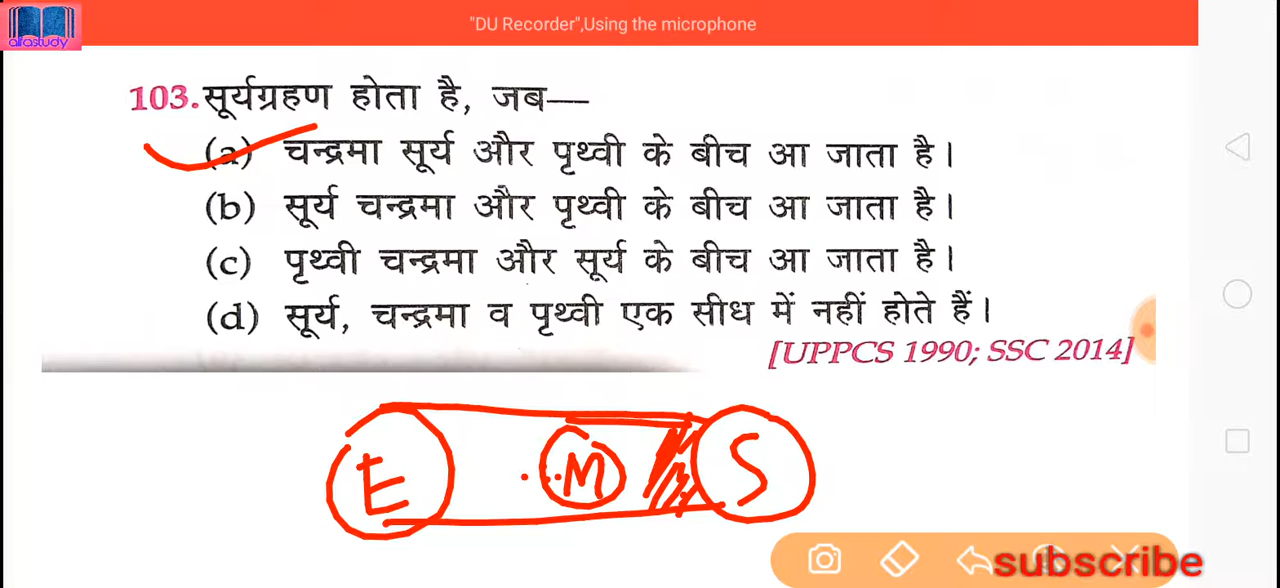 "DU Recorder",Using the microphone
alfastudy
103. सूर्यग्रहण होता है, जब—
(a) चन्द्रमा सूर्य और पृथ्वी के बीच आ जाता है।
(b) सूर्य चन्द्रमा और पृथ्वी के बीच आ जाता है।
(c) पृथ्वी चन्द्रमा और सूर्य के बीच आ जाता है।
(d) सूर्य, चन्द्रमा व पृथ्वी एक सीध में नहीं होते हैं।
[UPPCS 1990; SSC 2014]
E M S
subscribe